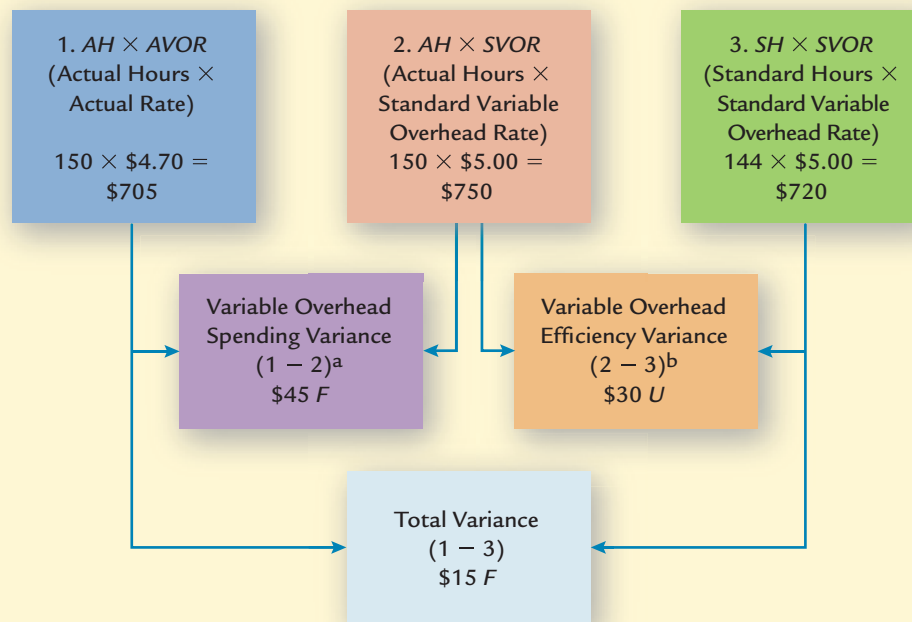 1. AH × AVOR
(Actual Hours ×
Actual Rate)
150 × $4.70 =
$705
2. AH × SVOR
(Actual Hours ×
Standard Variable
Overhead Rate)
150 × $5.00 =
$750
3. SH × SVOR
(Standard Hours ×
Standard Variable
Overhead Rate)
144 × $5.00 =
$720
Variable Overhead
Spending Variance
(1 − 2)a
$45 F
Variable Overhead
Efficiency Variance
(2 − 3)b
$30 U
Total Variance
(1 − 3)
$15 F